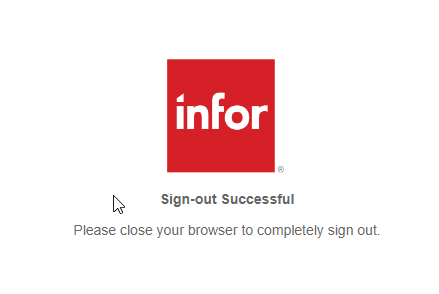 infor
®
Sign-out Successful
Please close your browser to completely sign out.